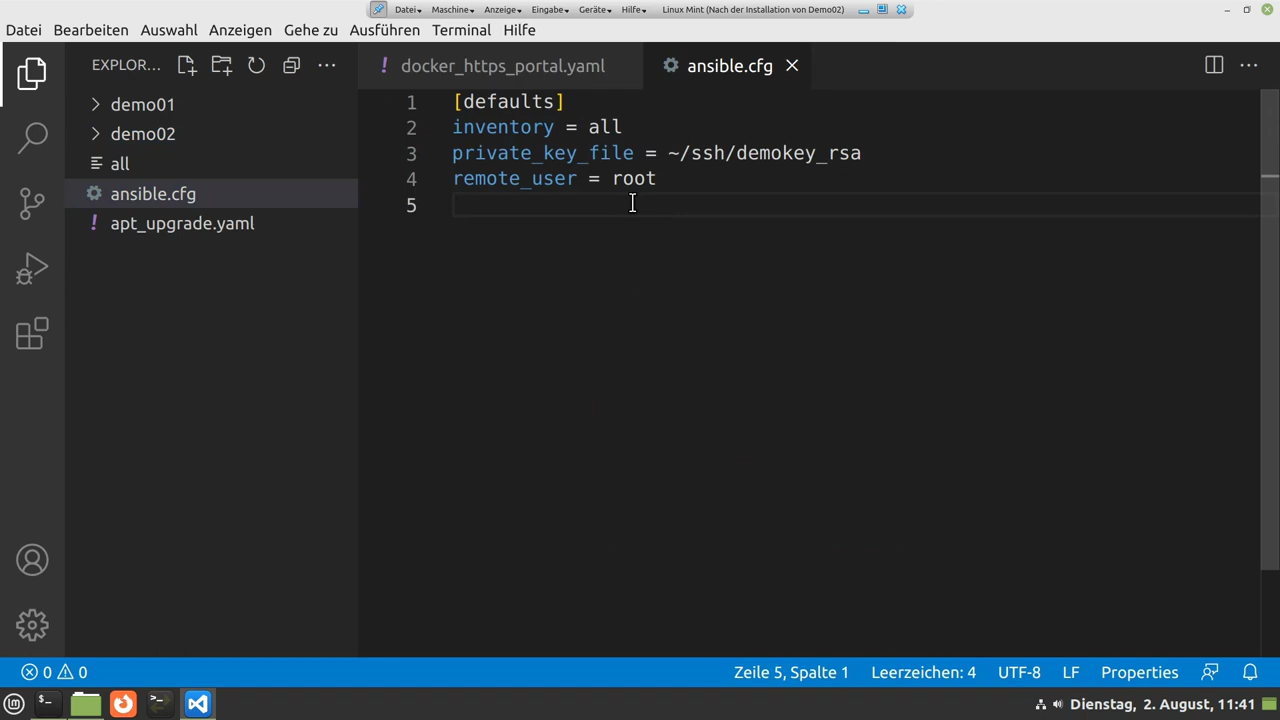 Datei Maschine Anzeige Eingabe Geräte Hilfe Linux Mint (Nach der Installation von Demo02)
Datei Bearbeiten Auswahl Anzeigen Gehe zu Ausführen Terminal Hilfe
EXPLOR... ! docker_https_portal.yaml ansible.cfg
demo01
demo02
all
ansible.cfg
! apt_upgrade.yaml
1 [defaults]
2 inventory = all
3 private_key_file = ~/ssh/demokey_rsa
4 remote_user = root
5
0 0 Zeile 5, Spalte 1 Leerzeichen: 4 UTF-8 LF Properties
Dienstag, 2. August, 11:41